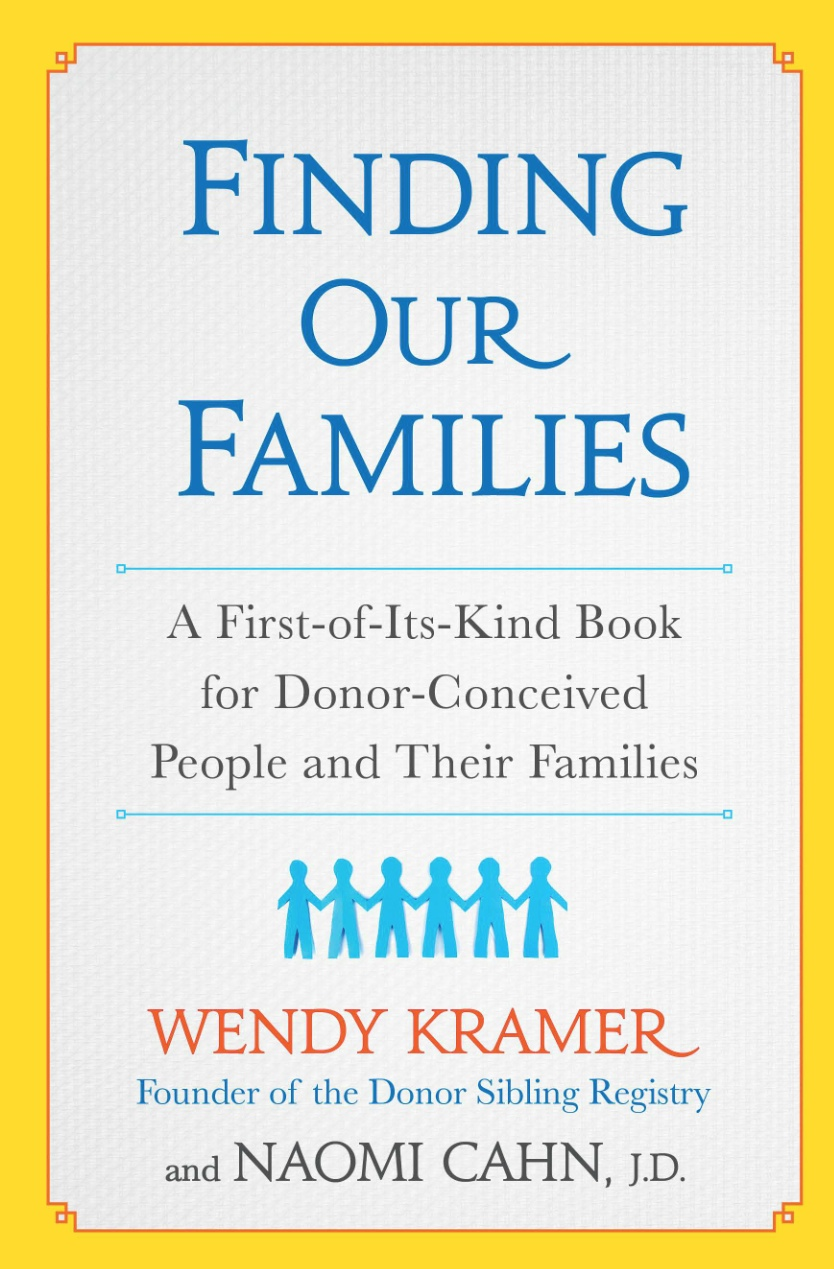 FINDING
OUR
FAMILIES
A First-of-Its-Kind Book
for Donor-Conceived
People and Their Families
WENDY KRAMER
Founder of the Donor Sibling Registry
and NAOMI CAHN, J.D.